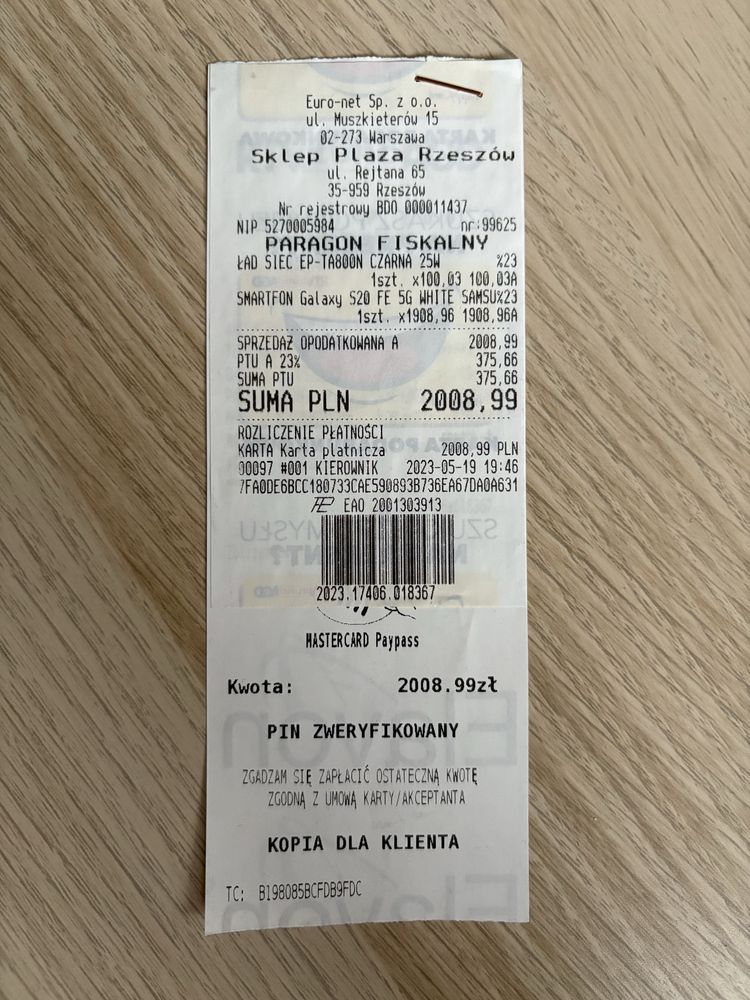 Euro-net Sp. z o.o.
ul. Muszkieterów 15
02-273 Warszawa
Sklep Plaza Rzeszów
ul. Rejtana 65
35-959 Rzeszów
Nr rejestrowy BDO 000011437
NIP 5270005984 nr:99625
PARAGON FISKALNY
ŁAD SIEC EP-TA800N CZARNA 25W %23
1szt. x100,03 100,03A
SMARTFON Galaxy S20 FE 5G WHITE SAMSU%23
1szt. x1908,96 1908,96A
SPRZEDAŻ OPODATKOWANA A 2008,99
PTU A 23% 375,66
SUMA PTU 375,66
SUMA PLN 2008,99
ROZLICZENIE PŁATNOŚCI
KARTA Karta platnicza 2008,99 PLN
00097 #001 KIEROWNIK 2023-05-19 19:46
7FA0DE6BCC180733CAE590893B736EA67DA0A631
EAO 2001303913
2023.17406.018367
MASTERCARD Paypass
Kwota: 2008.99zł
PIN ZWERYFIKOWANY
ZGADZAM SIĘ ZAPŁACIĆ OSTATECZNĄ KWOTĘ
ZGODNĄ Z UMOWĄ KARTY/AKCEPTANTA
KOPIA DLA KLIENTA
TC: B198085BCFDB9FDC